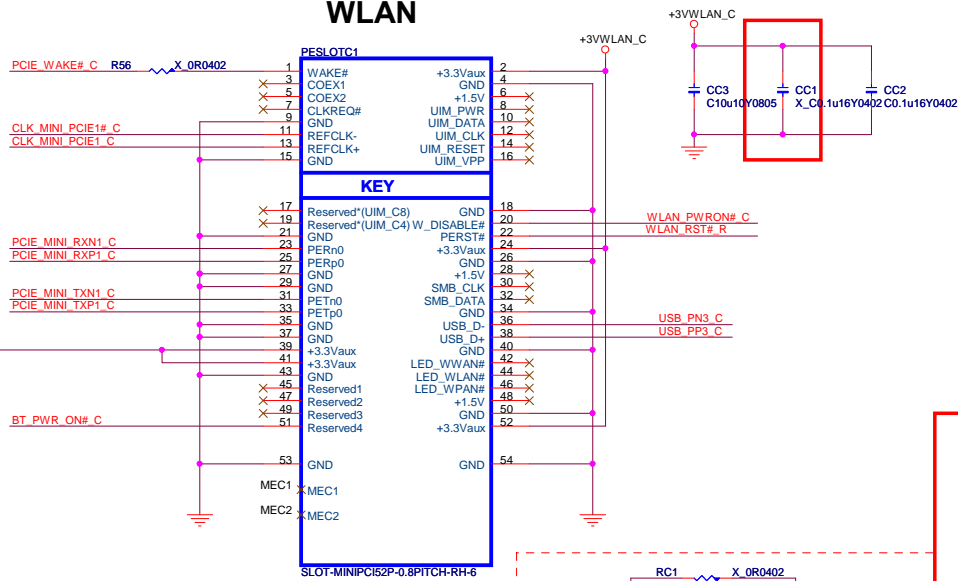 WLAN
+3VWLAN_C
+3VWLAN_C
PESLOTC1
PCIE_WAKE#_C R56 X_0R0402 1 WAKE# +3.3Vaux 2
3 COEX1 GND 4
5 COEX2 +1.5V 6
7 CLKREQ# UIM_PWR 8
9 GND UIM_DATA 10
CLK_MINI_PCIE1#_C 11 REFCLK- UIM_CLK 12
CLK_MINI_PCIE1_C 13 REFCLK+ UIM_RESET 14
15 GND UIM_VPP 16
CC3 C10u10Y0805
CC1 X_C0.1u16Y0402
CC2 C0.1u16Y0402
KEY
17 Reserved*(UIM_C8) GND 18
19 Reserved*(UIM_C4) W_DISABLE# 20 WLAN_PWRON#_C
21 GND PERST# 22 WLAN_RST#_R
PCIE_MINI_RXN1_C 23 PERn0 +3.3Vaux 24
PCIE_MINI_RXP1_C 25 PERp0 GND 26
27 GND +1.5V 28
29 GND SMB_CLK 30
PCIE_MINI_TXN1_C 31 PETn0 SMB_DATA 32
PCIE_MINI_TXP1_C 33 PETp0 GND 34
35 GND USB_D- 36 USB_PN3_C
37 GND USB_D+ 38 USB_PP3_C
39 +3.3Vaux GND 40
41 +3.3Vaux LED_WWAN# 42
43 GND LED_WLAN# 44
45 Reserved1 LED_WPAN# 46
47 Reserved2 +1.5V 48
49 Reserved3 GND 50
BT_PWR_ON#_C 51 Reserved4 +3.3Vaux 52
53 GND GND 54
MEC1 MEC1
MEC2 MEC2
SLOT-MINIPCI52P-0.8PITCH-RH-6
RC1 X_0R0402